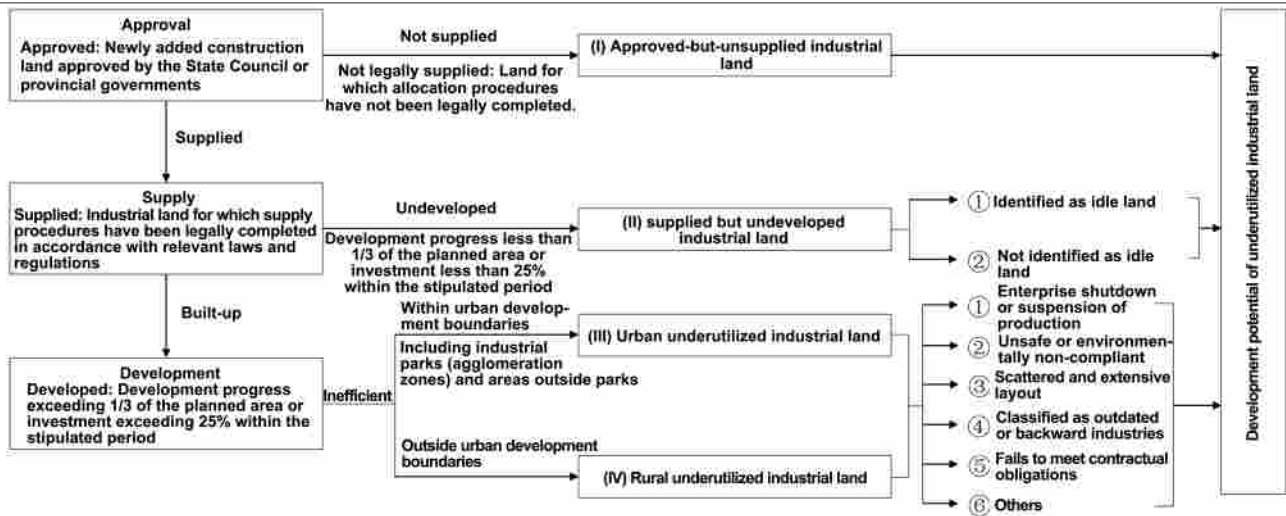 Approval
Approved: Newly added construction
land approved by the State Council or
provincial governments
Not supplied
Not legally supplied: Land for
which allocation procedures
have not been legally completed.
(I) Approved-but-unsupplied industrial
land
Supplied
Supply
Supplied: Industrial land for which supply
procedures have been legally completed
in accordance with relevant laws and
regulations
Undeveloped
Development progress less than
1/3 of the planned area or
investment less than 25%
within the stipulated period
(II) supplied but undeveloped
industrial land
① Identified as idle land
② Not identified as idle
land
Built-up
Development
Developed: Development progress
exceeding 1/3 of the planned area or
investment exceeding 25% within the
stipulated period
Inefficient
Within urban develop-
ment boundaries
Including industrial
parks (agglomeration
zones) and areas outside parks
(III) Urban underutilized industrial land
Outside urban development
boundaries
(IV) Rural underutilized industrial land
① Enterprise shutdown
or suspension of
production
② Unsafe or environmen-
tally non-compliant
③ Scattered and extensive
layout
④ Classified as outdated
or backward industries
⑤ Fails to meet contractual
obligations
⑥ Others
Development potential of underutilized industrial land